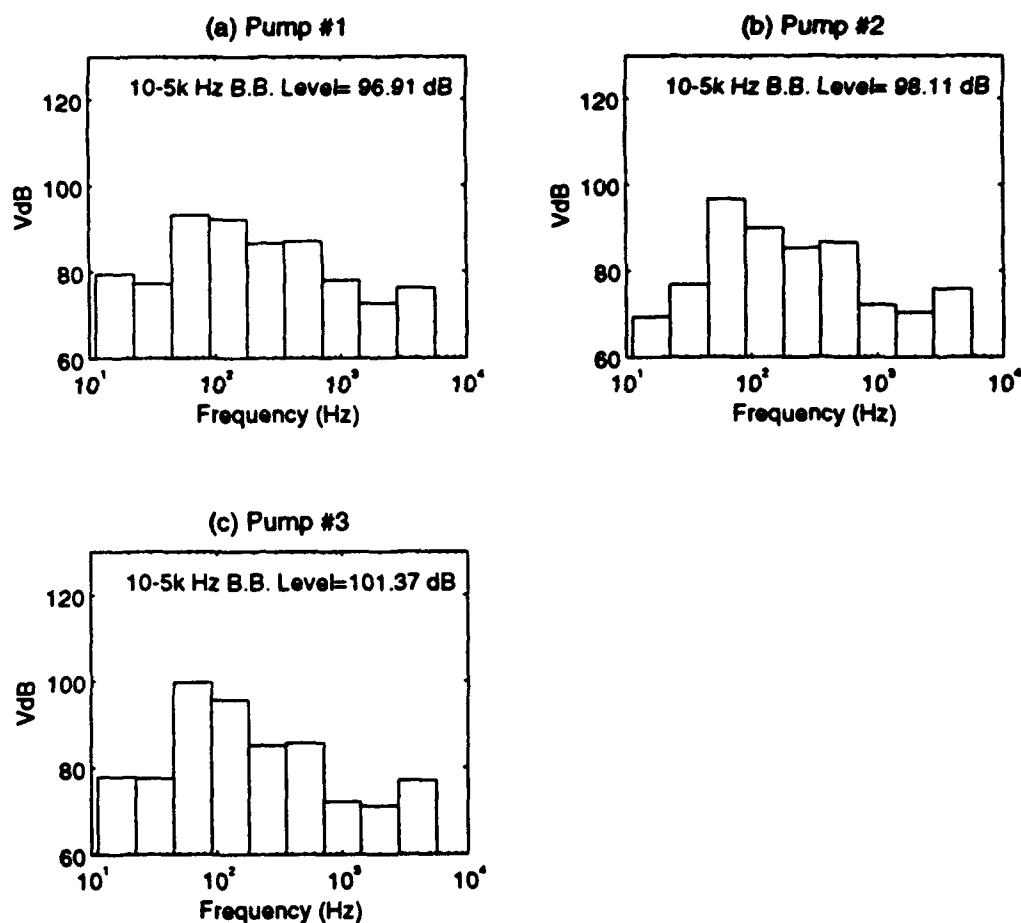 (a) Pump #1
10-5k Hz B.B. Level= 96.91 dB
VdB
120
100
80
60
10¹ 10² 10³ 10⁴
Frequency (Hz)
(b) Pump #2
10-5k Hz B.B. Level= 98.11 dB
VdB
120
100
80
60
10¹ 10² 10³ 10⁴
Frequency (Hz)
(c) Pump #3
10-5k Hz B.B. Level=101.37 dB
VdB
120
100
80
60
10¹ 10² 10³ 10⁴
Frequency (Hz)